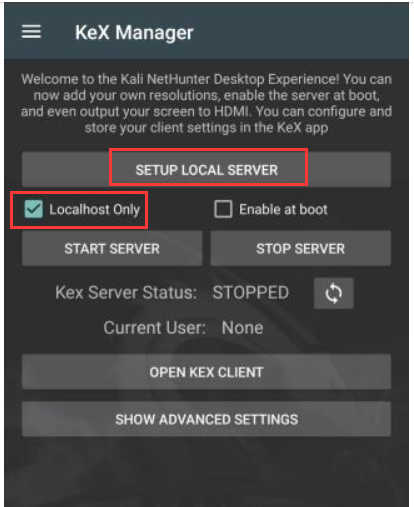 KeX Manager
Welcome to the Kali NetHunter Desktop Experience! You can
now add your own resolutions, enable the server at boot,
and even output your screen to HDMI. You can configure and
store your client settings in the KeX app
SETUP LOCAL SERVER
Localhost Only
Enable at boot
START SERVER
STOP SERVER
Kex Server Status: STOPPED
Current User: None
OPEN KEX CLIENT
SHOW ADVANCED SETTINGS